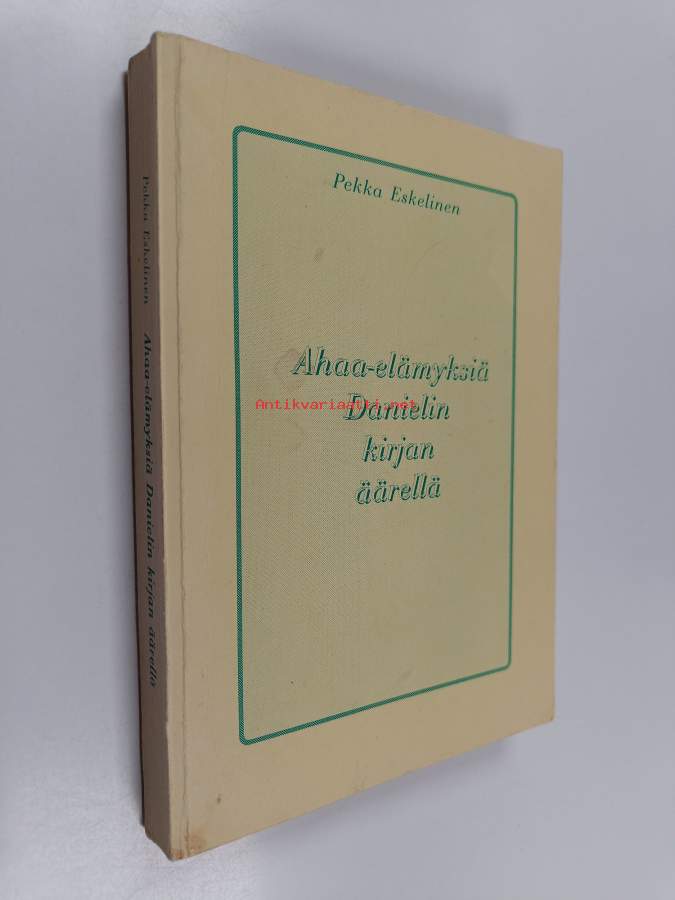 Pekka Eskelinen
Ahaa-elämyksiä
Danielin
kirjan
äärellä
Antikvariaatti.net
Pekka Eskelinen Ahaa-elämyksiä Danielin kirjan äärellä